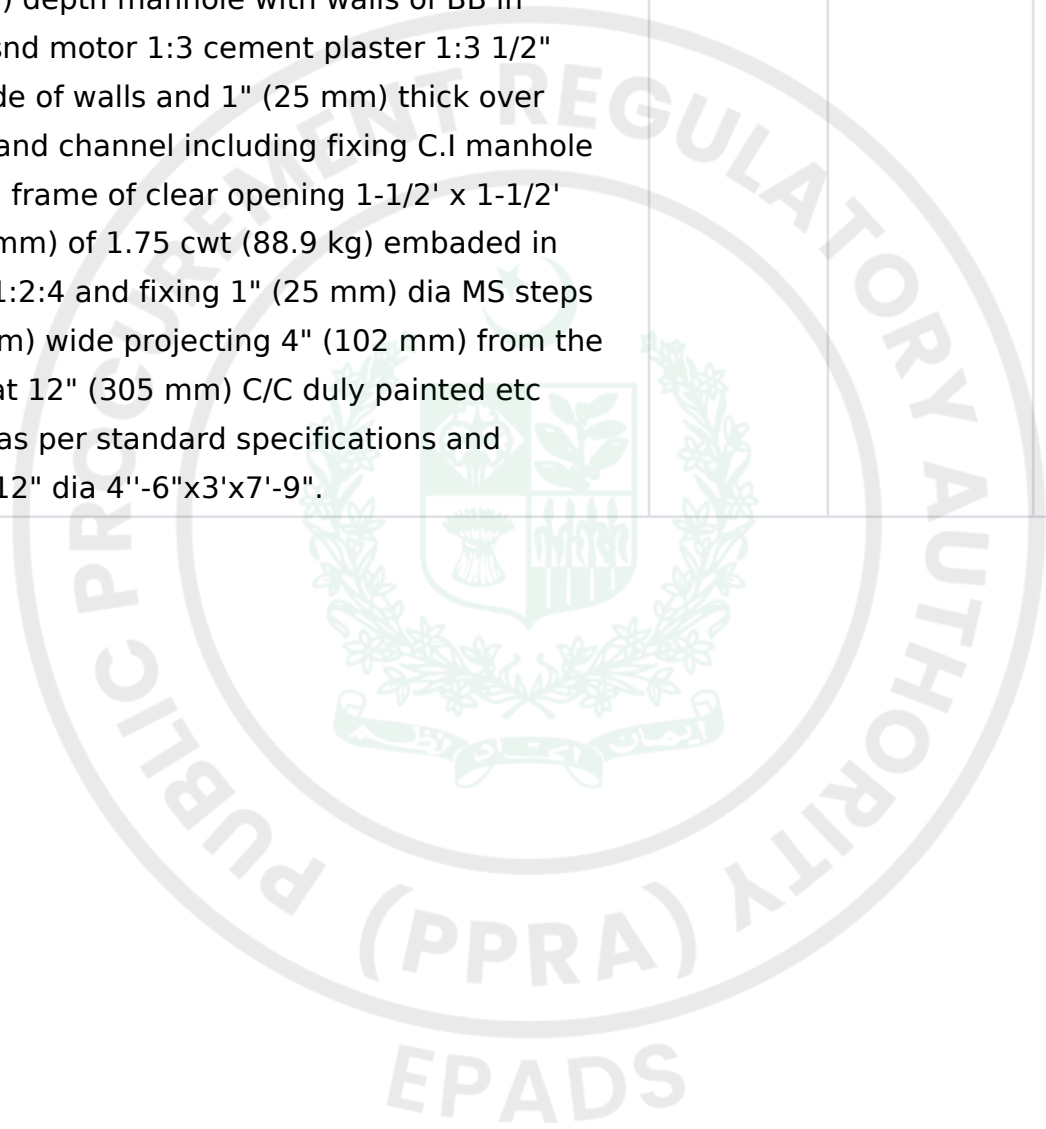 ) depth manhole with walls of BB in
snd motor 1:3 cement plaster 1:3 1/2"
de of walls and 1" (25 mm) thick over
and channel including fixing C.I manhole
frame of clear opening 1-1/2' x 1-1/2'
mm) of 1.75 cwt (88.9 kg) embaded in
1:2:4 and fixing 1" (25 mm) dia MS steps
m) wide projecting 4" (102 mm) from the
at 12" (305 mm) C/C duly painted etc
as per standard specifications and
12" dia 4''-6"x3'x7'-9".
PUBLIC PROCUREMENT REGULATORY AUTHORITY
(PPRA)
EPADS